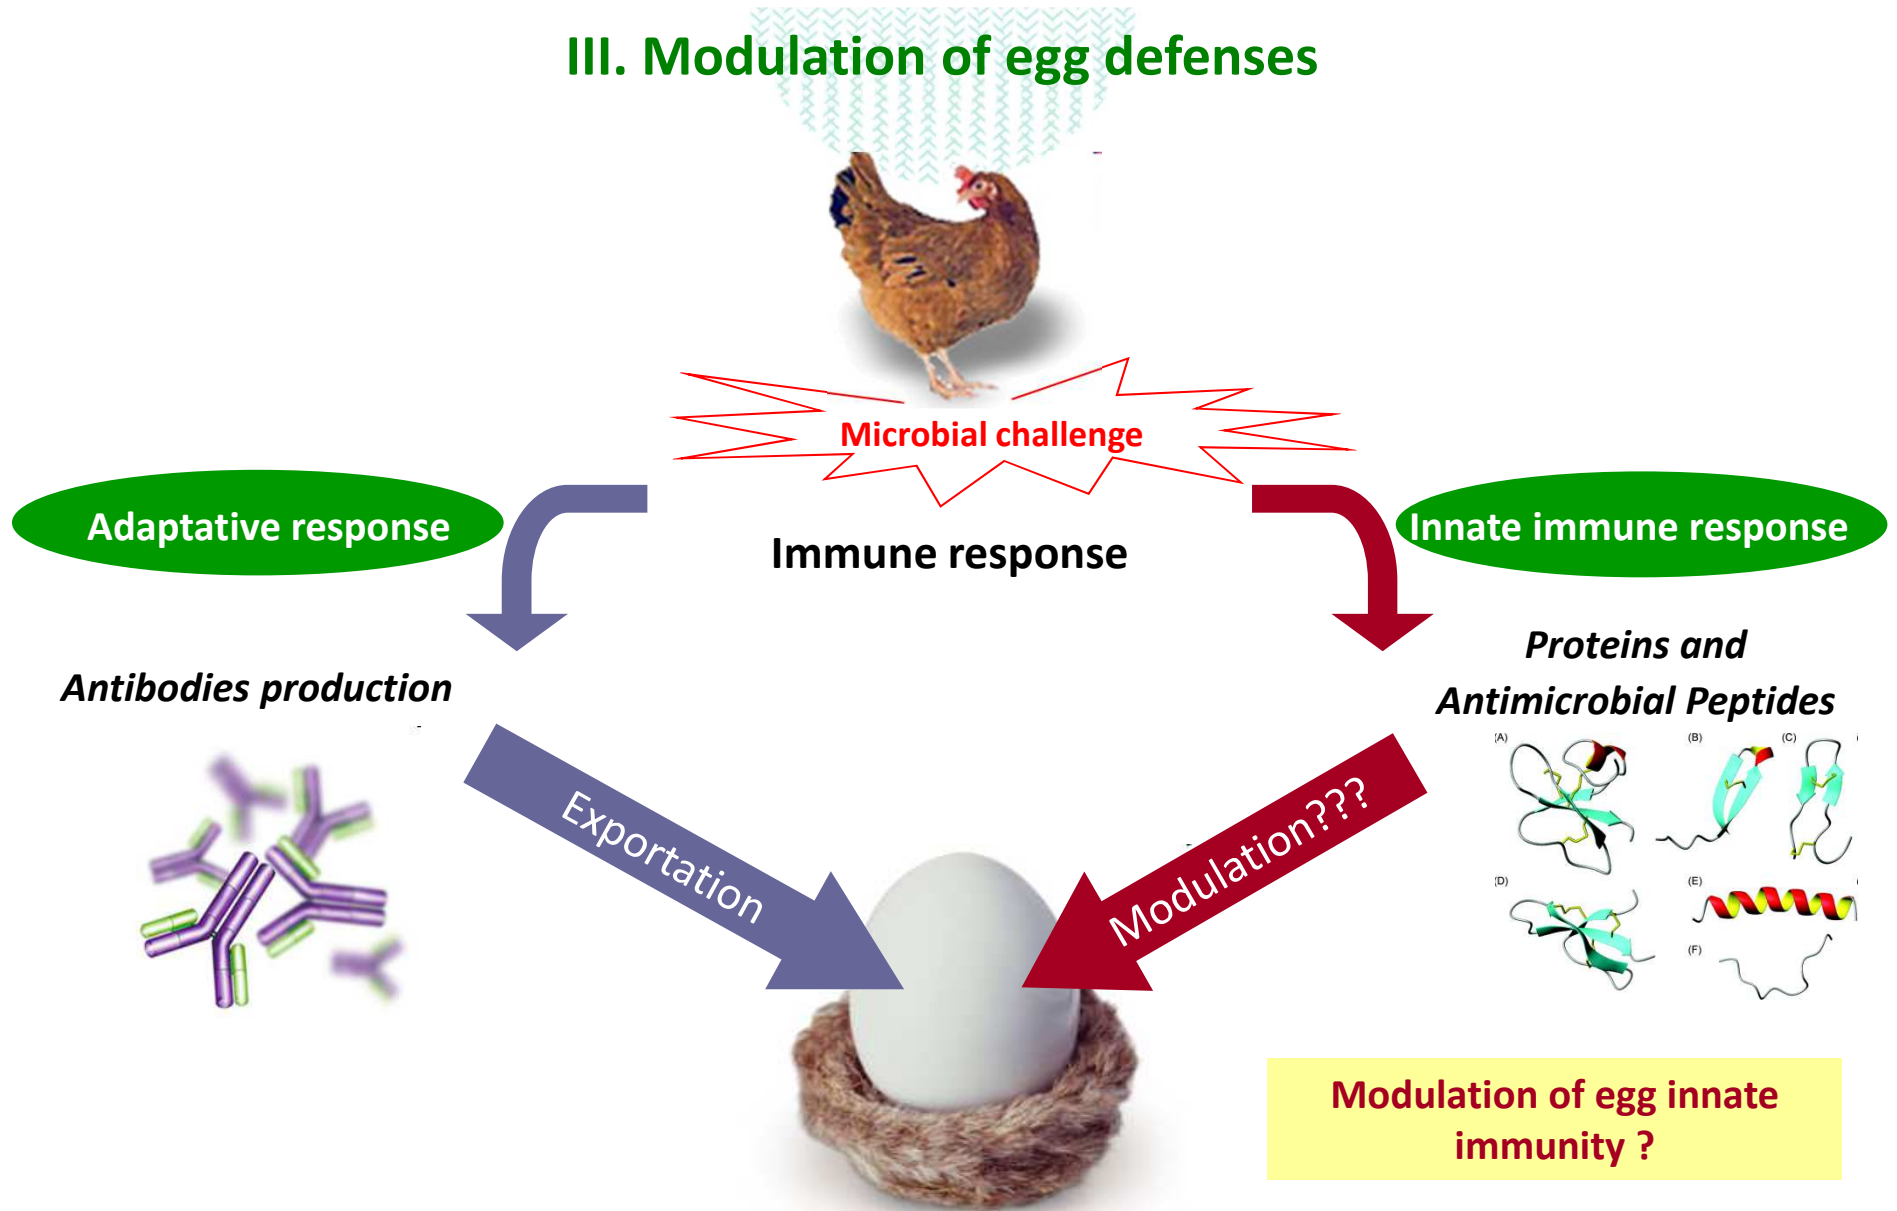 III. Modulation of egg defenses
Microbial challenge
Adaptative response
Immune response
Innate immune response
Antibodies production
Proteins and
Antimicrobial Peptides
(A)
(B)
(C)
(D)
(E)
(F)
Exportation
Modulation???
Modulation of egg innate
immunity ?